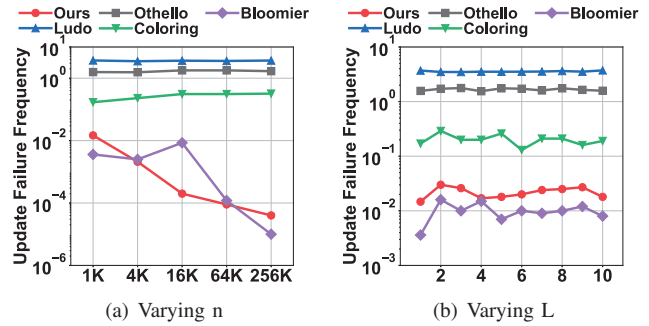 Ours Othello Bloomier
Ludo Coloring
Update Failure Frequency
10^1
10^0
10^-2
10^-4
10^-6
1K 4K 16K 64K 256K
(a) Varying n
Ours Othello Bloomier
Ludo Coloring
Update Failure Frequency
10^1
10^0
10^-1
10^-2
10^-3
2 4 6 8 10
(b) Varying L